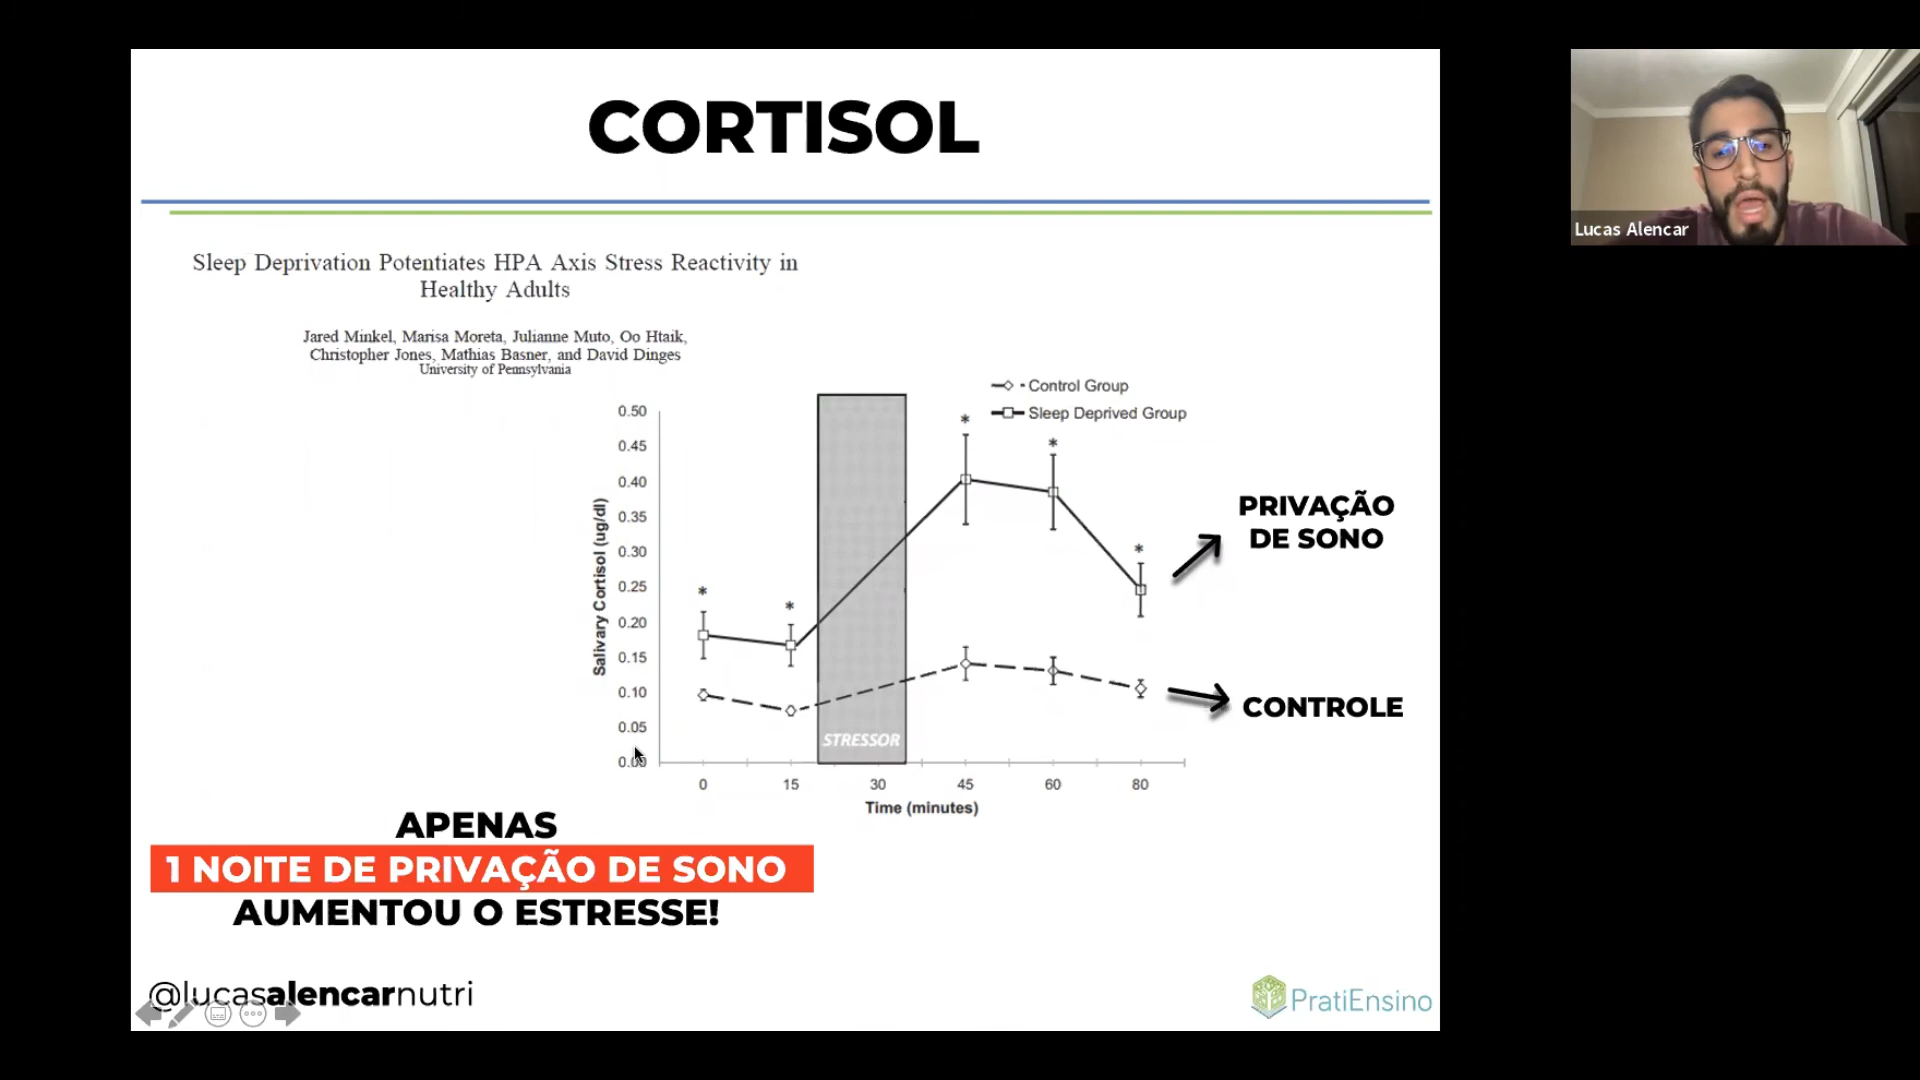 CORTISOL
Lucas Alencar
Sleep Deprivation Potentiates HPA Axis Stress Reactivity in
Healthy Adults
Jared Minkel, Marisa Moreta, Julianne Muto, Oo Htaik,
Christopher Jones, Mathias Basner, and David Dinges
University of Pennsylvania
Control Group
Sleep Deprived Group
0.50
0.45
0.40
0.35
0.30
0.25
0.20
0.15
0.10
0.05
0.00
Salivary Cortisol (ug/dl)
*
*
*
*
*
STRESSOR
0 15 30 45 60 80
Time (minutes)
PRIVAÇÃO
DE SONO
CONTROLE
APENAS
1 NOITE DE PRIVAÇÃO DE SONO
AUMENTOU O ESTRESSE!
@lucasalencarnutri
PratiEnsino